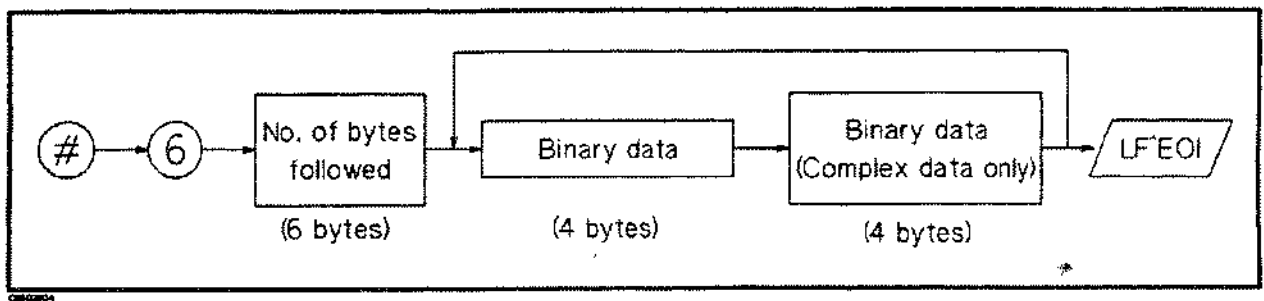 #
6
No. of bytes
followed
(6 bytes)
Binary data
(4 bytes)
Binary data
(Complex data only)
(4 bytes)
LF^EOI